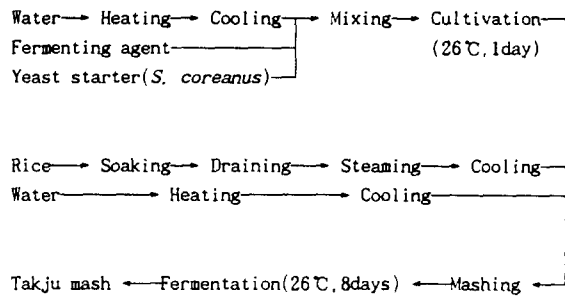 Water → Heating → Cooling → Mixing → Cultivation
Fermenting agent (26℃, 1day)
Yeast starter(S. coreanus)
Rice → Soaking → Draining → Steaming → Cooling
Water → Heating → Cooling
Takju mash ← Fermentation(26℃, 8days) ← Mashing